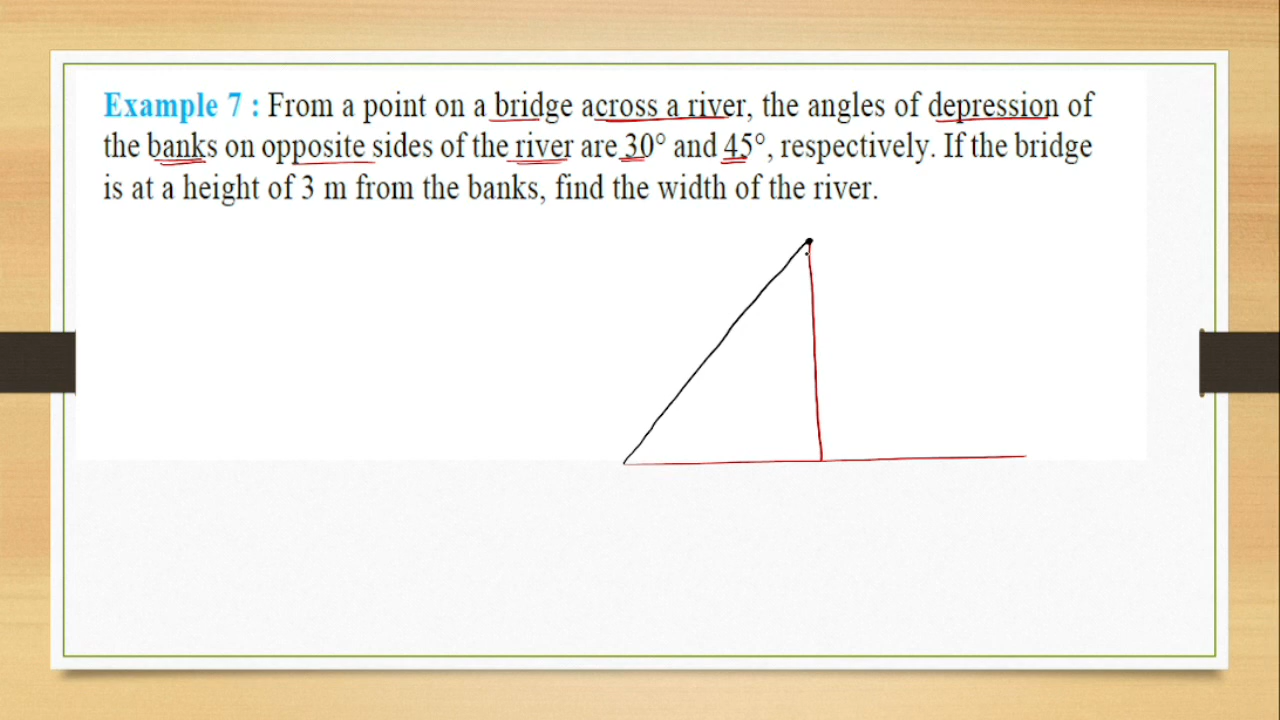 Example 7 : From a point on a bridge across a river, the angles of depression of
the banks on opposite sides of the river are 30° and 45°, respectively. If the bridge
is at a height of 3 m from the banks, find the width of the river.